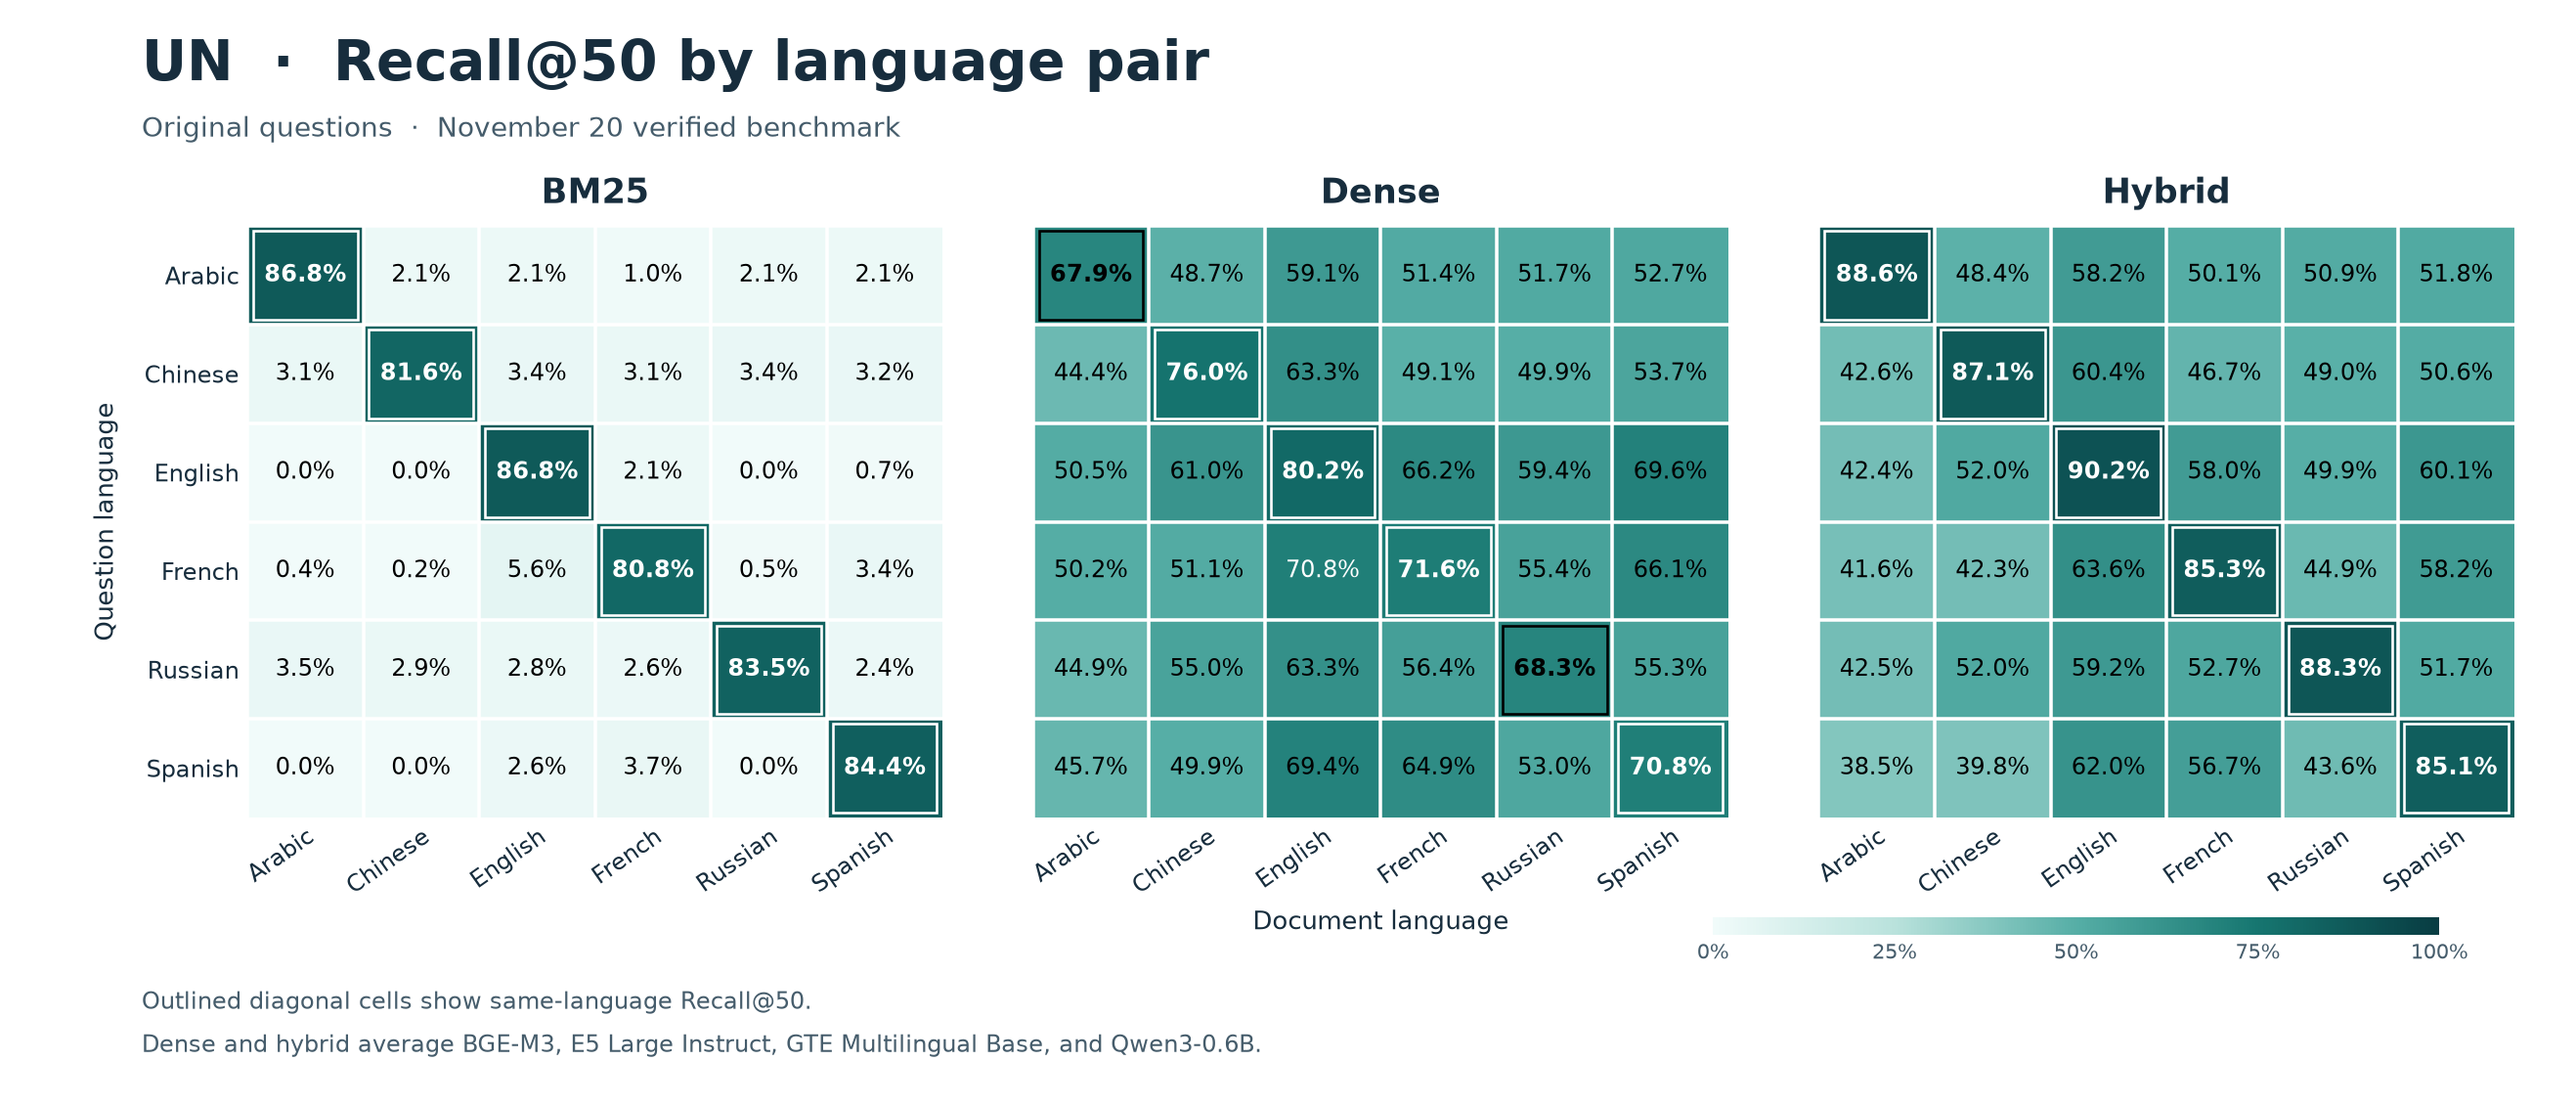 UN · Recall@50 by language pair
Original questions · November 20 verified benchmark
BM25 Dense Hybrid
Question language
Arabic 86.8% 2.1% 2.1% 1.0% 2.1% 2.1% 67.9% 48.7% 59.1% 51.4% 51.7% 52.7% 88.6% 48.4% 58.2% 50.1% 50.9% 51.8%
Chinese 3.1% 81.6% 3.4% 3.1% 3.4% 3.2% 44.4% 76.0% 63.3% 49.1% 49.9% 53.7% 42.6% 87.1% 60.4% 46.7% 49.0% 50.6%
English 0.0% 0.0% 86.8% 2.1% 0.0% 0.7% 50.5% 61.0% 80.2% 66.2% 59.4% 69.6% 42.4% 52.0% 90.2% 58.0% 49.9% 60.1%
French 0.4% 0.2% 5.6% 80.8% 0.5% 3.4% 50.2% 51.1% 70.8% 71.6% 55.4% 66.1% 41.6% 42.3% 63.6% 85.3% 44.9% 58.2%
Russian 3.5% 2.9% 2.8% 2.6% 83.5% 2.4% 44.9% 55.0% 63.3% 56.4% 68.3% 55.3% 42.5% 52.0% 59.2% 52.7% 88.3% 51.7%
Spanish 0.0% 0.0% 2.6% 3.7% 0.0% 84.4% 45.7% 49.9% 69.4% 64.9% 53.0% 70.8% 38.5% 39.8% 62.0% 56.7% 43.6% 85.1%
Arabic Chinese English French Russian Spanish Arabic Chinese English French Russian Spanish Arabic Chinese English French Russian Spanish
Document language
0% 25% 50% 75% 100%
Outlined diagonal cells show same-language Recall@50.
Dense and hybrid average BGE-M3, E5 Large Instruct, GTE Multilingual Base, and Qwen3-0.6B.